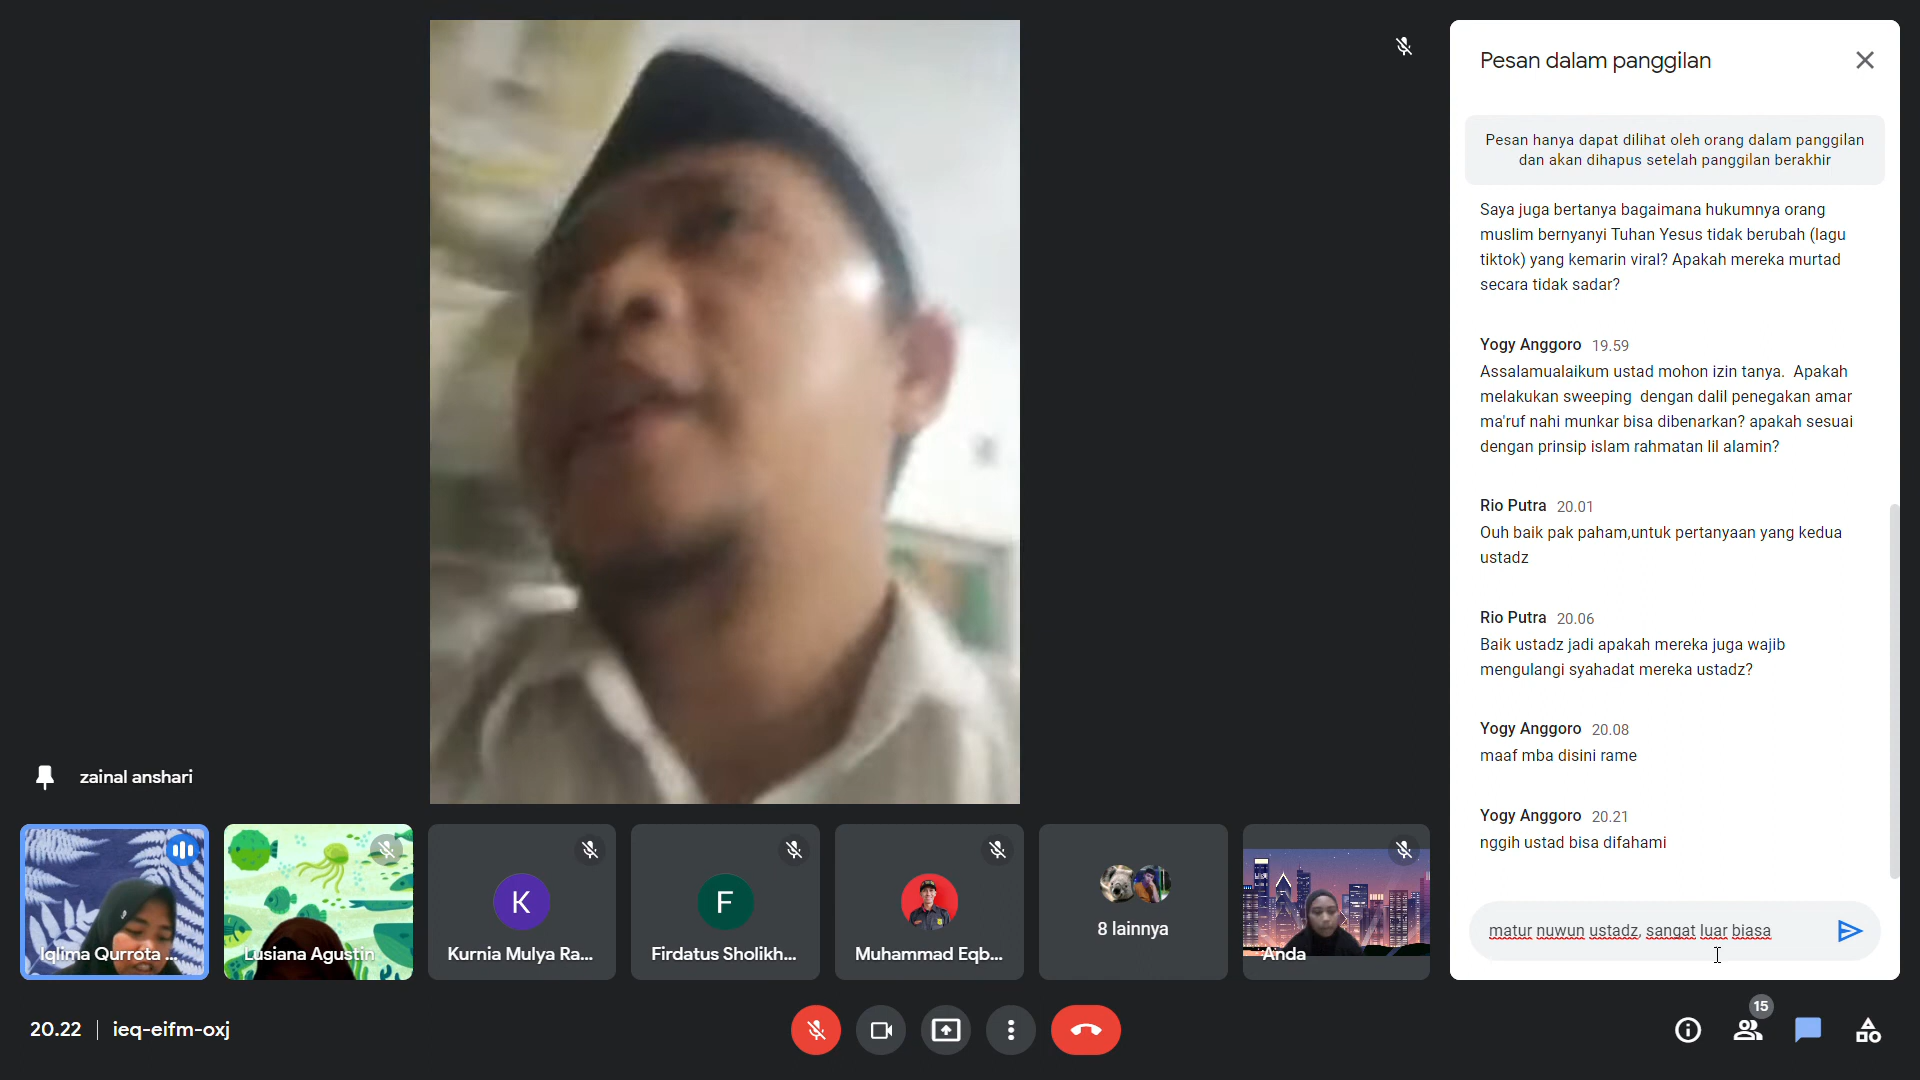 Pesan dalam panggilan
Pesan hanya dapat dilihat oleh orang dalam panggilan
dan akan dihapus setelah panggilan berakhir
Saya juga bertanya bagaimana hukumnya orang
muslim bernyanyi Tuhan Yesus tidak berubah (lagu
tiktok) yang kemarin viral? Apakah mereka murtad
secara tidak sadar?
Yogy Anggoro 19.59
Assalamualaikum ustad mohon izin tanya.  Apakah
melakukan sweeping  dengan dalil penegakan amar
ma'ruf nahi munkar bisa dibenarkan? apakah sesuai
dengan prinsip islam rahmatan lil alamin?
Rio Putra 20.01
Ouh baik pak paham,untuk pertanyaan yang kedua
ustadz
Rio Putra 20.06
Baik ustadz jadi apakah mereka juga wajib
mengulangi syahadat mereka ustadz?
Yogy Anggoro 20.08
maaf mba disini rame
Yogy Anggoro 20.21
nggih ustad bisa difahami
matur nuwun ustadz, sangat luar biasa
zainal anshari
Iqlima Qurrota ...
Lusiana Agustin
K
Kurnia Mulya Ra...
F
Firdatus Sholikh...
Muhammad Eqb...
8 lainnya
Anda
20.22 | ieq-eifm-oxj
15